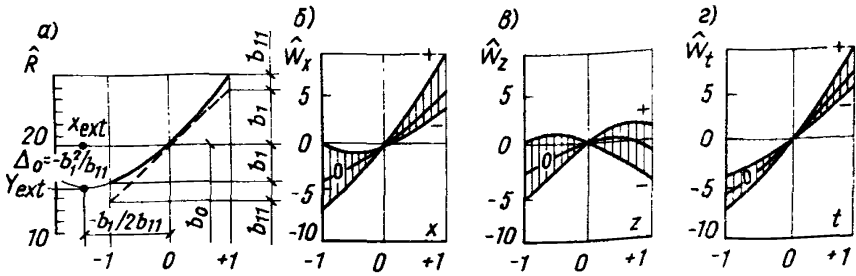 а)
R̂
20
10
x_ext
Δ₀=-b₁²/b₁₁
Y_ext
-b₁/2b₁₁
b₀
b₁₁
b₁
b₁
b₁₁
-1 0 +1
б)
Ŵ_x
5
0
-5
-10
+
-
0
x
-1 0 +1
в)
Ŵ_z
5
0
-5
-10
+
0
-
z
-1 0 +1
г)
Ŵ_t
5
0
-5
-10
+
-
0
t
-1 0 +1